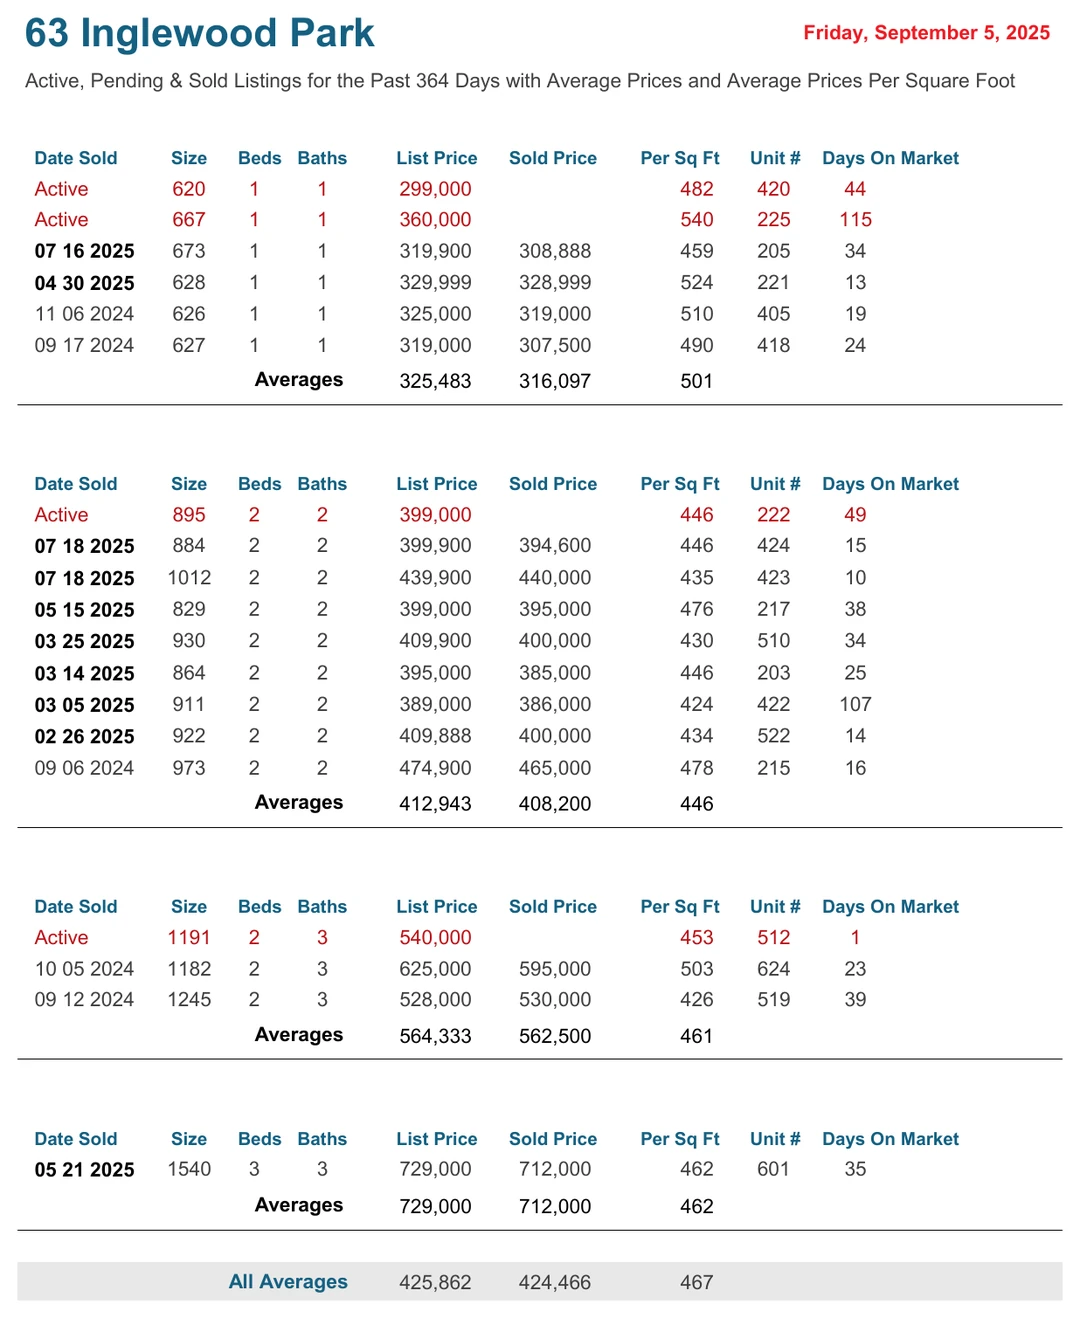 63 Inglewood Park
Friday, September 5, 2025
Active, Pending & Sold Listings for the Past 364 Days with Average Prices and Average Prices Per Square Foot
Date Sold Size Beds Baths List Price Sold Price Per Sq Ft Unit # Days On Market
Active 620 1 1 299,000 482 420 44
Active 667 1 1 360,000 540 225 115
07 16 2025 673 1 1 319,900 308,888 459 205 34
04 30 2025 628 1 1 329,999 328,999 524 221 13
11 06 2024 626 1 1 325,000 319,000 510 405 19
09 17 2024 627 1 1 319,000 307,500 490 418 24
Averages 325,483 316,097 501
Date Sold Size Beds Baths List Price Sold Price Per Sq Ft Unit # Days On Market
Active 895 2 2 399,000 446 222 49
07 18 2025 884 2 2 399,900 394,600 446 424 15
07 18 2025 1012 2 2 439,900 440,000 435 423 10
05 15 2025 829 2 2 399,000 395,000 476 217 38
03 25 2025 930 2 2 409,900 400,000 430 510 34
03 14 2025 864 2 2 395,000 385,000 446 203 25
03 05 2025 911 2 2 389,000 386,000 424 422 107
02 26 2025 922 2 2 409,888 400,000 434 522 14
09 06 2024 973 2 2 474,900 465,000 478 215 16
Averages 412,943 408,200 446
Date Sold Size Beds Baths List Price Sold Price Per Sq Ft Unit # Days On Market
Active 1191 2 3 540,000 453 512 1
10 05 2024 1182 2 3 625,000 595,000 503 624 23
09 12 2024 1245 2 3 528,000 530,000 426 519 39
Averages 564,333 562,500 461
Date Sold Size Beds Baths List Price Sold Price Per Sq Ft Unit # Days On Market
05 21 2025 1540 3 3 729,000 712,000 462 601 35
Averages 729,000 712,000 462
All Averages 425,862 424,466 467